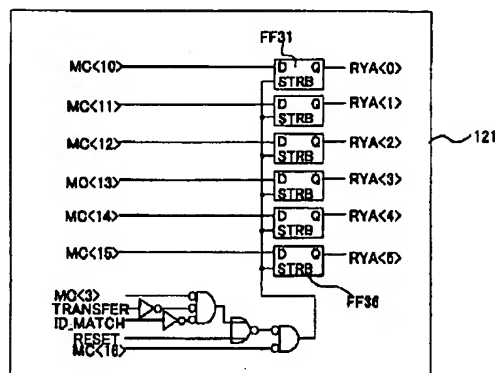 FF31
MC<10> D Q RYA<0>
STRB
MC<11> D Q RYA<1>
STRB
MC<12> D Q RYA<2> 121
STRB
MC<13> D Q RYA<3>
STRB
MC<14> D Q RYA<4>
STRB
MC<15> D Q RYA<5>
STRB
FF36
MC<3>
TRANSFER
ID_MATCH
RESET
MC<16>